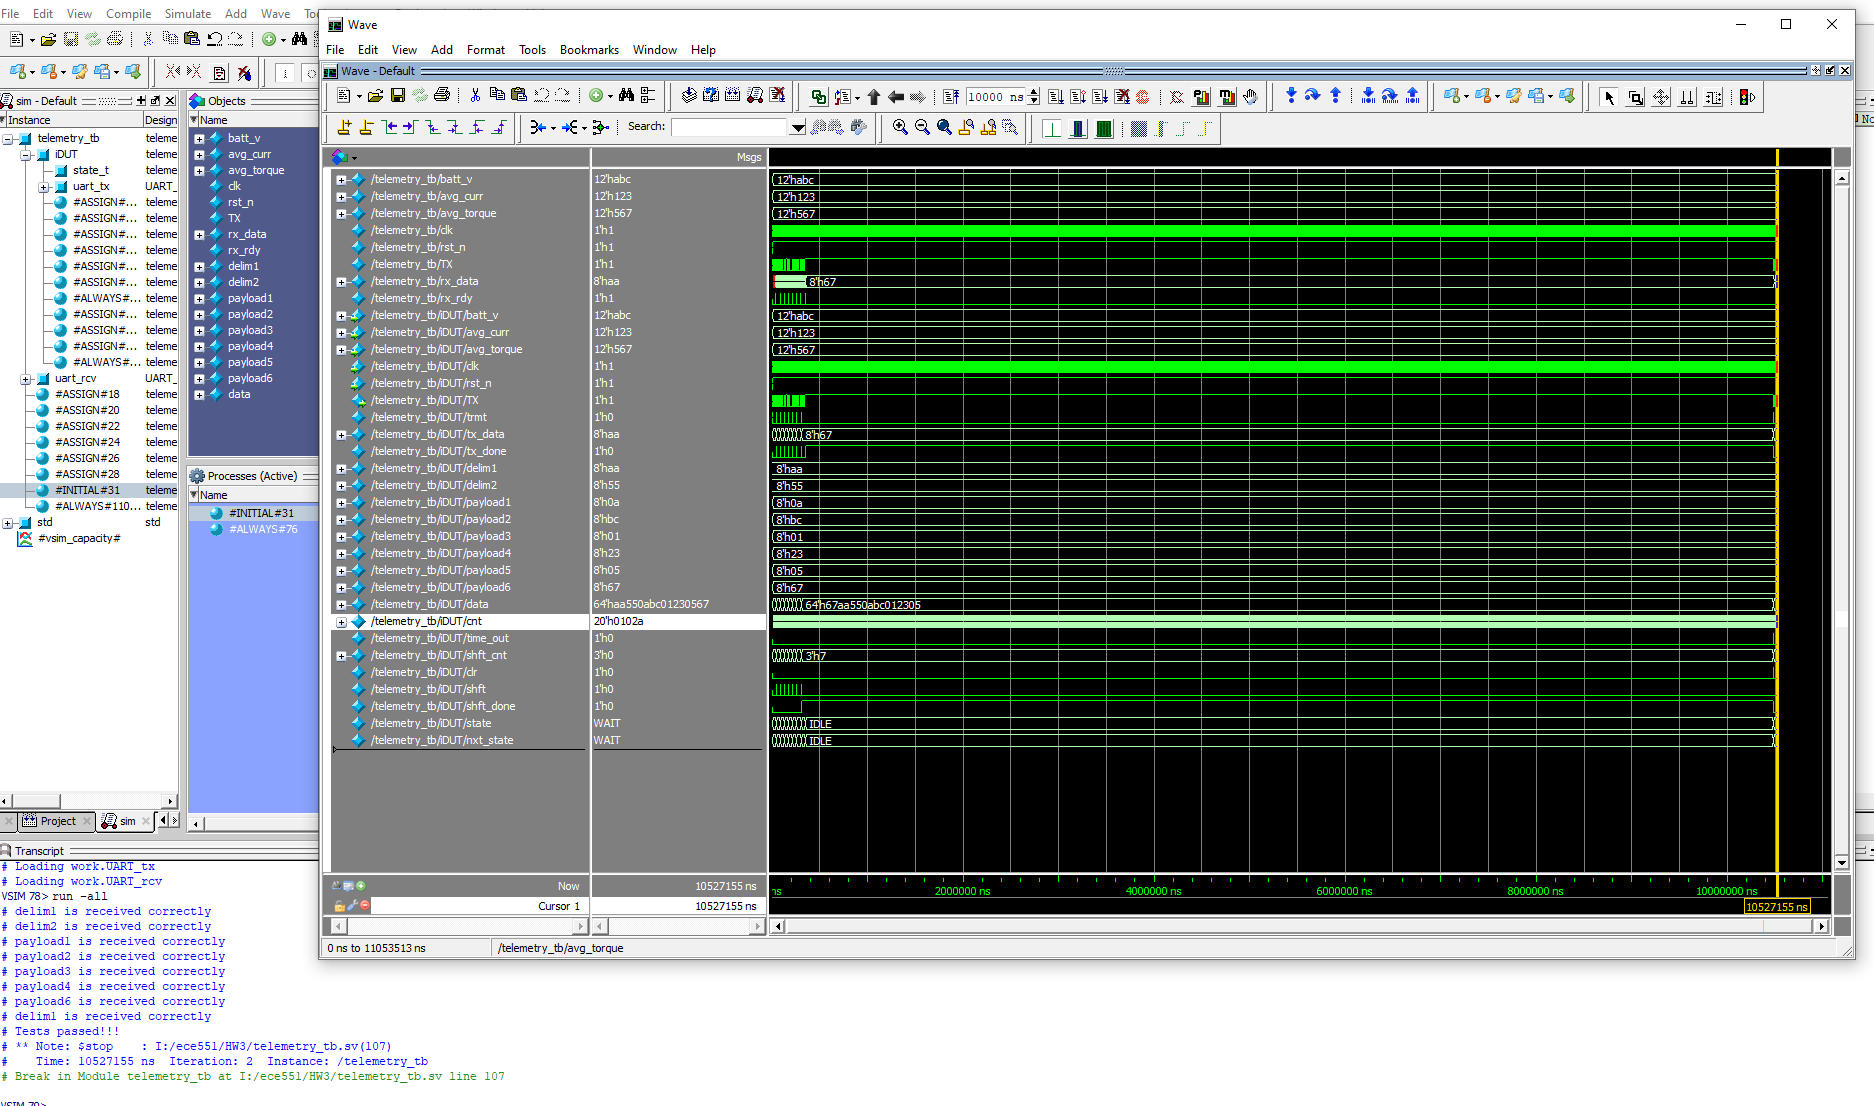 File Edit View Compile Simulate Add Wave
Wave
File Edit View Add Format Tools Bookmarks Window Help
Wave - Default
10000 ns
Search:
sim - Default
Instance Design
telemetry_tb teleme
iDUT teleme
state_t teleme
uart_tx UART_
#ASSIGN#... teleme
#ASSIGN#... teleme
#ASSIGN#... teleme
#ASSIGN#... teleme
#ASSIGN#... teleme
#ASSIGN#... teleme
#ALWAYS#... teleme
#ASSIGN#... teleme
#ASSIGN#... teleme
#ASSIGN#... teleme
#ALWAYS#... teleme
uart_rcv UART_
#ASSIGN#18 teleme
#ASSIGN#20 teleme
#ASSIGN#22 teleme
#ASSIGN#24 teleme
#ASSIGN#26 teleme
#ASSIGN#28 teleme
#INITIAL#31 teleme
#ALWAYS#110... teleme
std std
#vsim_capacity#
Project sim
Objects
Name
batt_v
avg_curr
avg_torque
clk
rst_n
TX
rx_data
rx_rdy
delim1
delim2
payload1
payload2
payload3
payload4
payload5
payload6
data
Processes (Active)
Name
#INITIAL#31
#ALWAYS#76
Msgs
/telemetry_tb/batt_v 12'habc 12'habc
/telemetry_tb/avg_curr 12'h123 12'h123
/telemetry_tb/avg_torque 12'h567 12'h567
/telemetry_tb/clk 1'h1
/telemetry_tb/rst_n 1'h1
/telemetry_tb/TX 1'h1
/telemetry_tb/rx_data 8'haa 8'h67
/telemetry_tb/rx_rdy 1'h1
/telemetry_tb/iDUT/batt_v 12'habc 12'habc
/telemetry_tb/iDUT/avg_curr 12'h123 12'h123
/telemetry_tb/iDUT/avg_torque 12'h567 12'h567
/telemetry_tb/iDUT/clk 1'h1
/telemetry_tb/iDUT/rst_n 1'h1
/telemetry_tb/iDUT/TX 1'h1
/telemetry_tb/iDUT/trmt 1'h0
/telemetry_tb/iDUT/tx_data 8'haa 8'h67
/telemetry_tb/iDUT/tx_done 1'h0
/telemetry_tb/iDUT/delim1 8'haa 8'haa
/telemetry_tb/iDUT/delim2 8'h55 8'h55
/telemetry_tb/iDUT/payload1 8'h0a 8'h0a
/telemetry_tb/iDUT/payload2 8'hbc 8'hbc
/telemetry_tb/iDUT/payload3 8'h01 8'h01
/telemetry_tb/iDUT/payload4 8'h23 8'h23
/telemetry_tb/iDUT/payload5 8'h05 8'h05
/telemetry_tb/iDUT/payload6 8'h67 8'h67
/telemetry_tb/iDUT/data 64'haa550abc01230567 64'h67aa550abc012305
/telemetry_tb/iDUT/cnt 20'h0102a
/telemetry_tb/iDUT/time_out 1'h0
/telemetry_tb/iDUT/shft_cnt 3'h0 3'h7
/telemetry_tb/iDUT/clr 1'h0
/telemetry_tb/iDUT/shft 1'h0
/telemetry_tb/iDUT/shft_done 1'h0
/telemetry_tb/iDUT/state WAIT IDLE
/telemetry_tb/iDUT/nxt_state WAIT IDLE
Now 10527155 ns ns 2000000 ns 4000000 ns 6000000 ns 8000000 ns 10000000 ns
Cursor 1 10527155 ns 10527155 ns
0 ns to 11053513 ns /telemetry_tb/avg_torque
Transcript
# Loading work.UART_tx
# Loading work.UART_rcv
VSIM 78> run -all
# delim1 is received correctly
# delim2 is received correctly
# payload1 is received correctly
# payload2 is received correctly
# payload3 is received correctly
# payload4 is received correctly
# payload6 is received correctly
# delim1 is received correctly
# Tests passed!!!
# ** Note: $stop : I:/ece551/HW3/telemetry_tb.sv(107)
# Time: 10527155 ns Iteration: 2 Instance: /telemetry_tb
# Break in Module telemetry_tb at I:/ece551/HW3/telemetry_tb.sv line 107
VSIM 79>